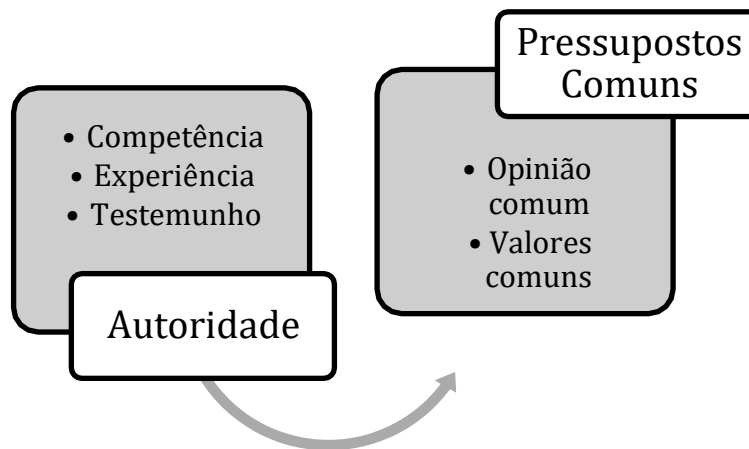 • Competência
• Experiência
• Testemunho
Autoridade
Pressupostos
Comuns
• Opinião
comum
• Valores
comuns